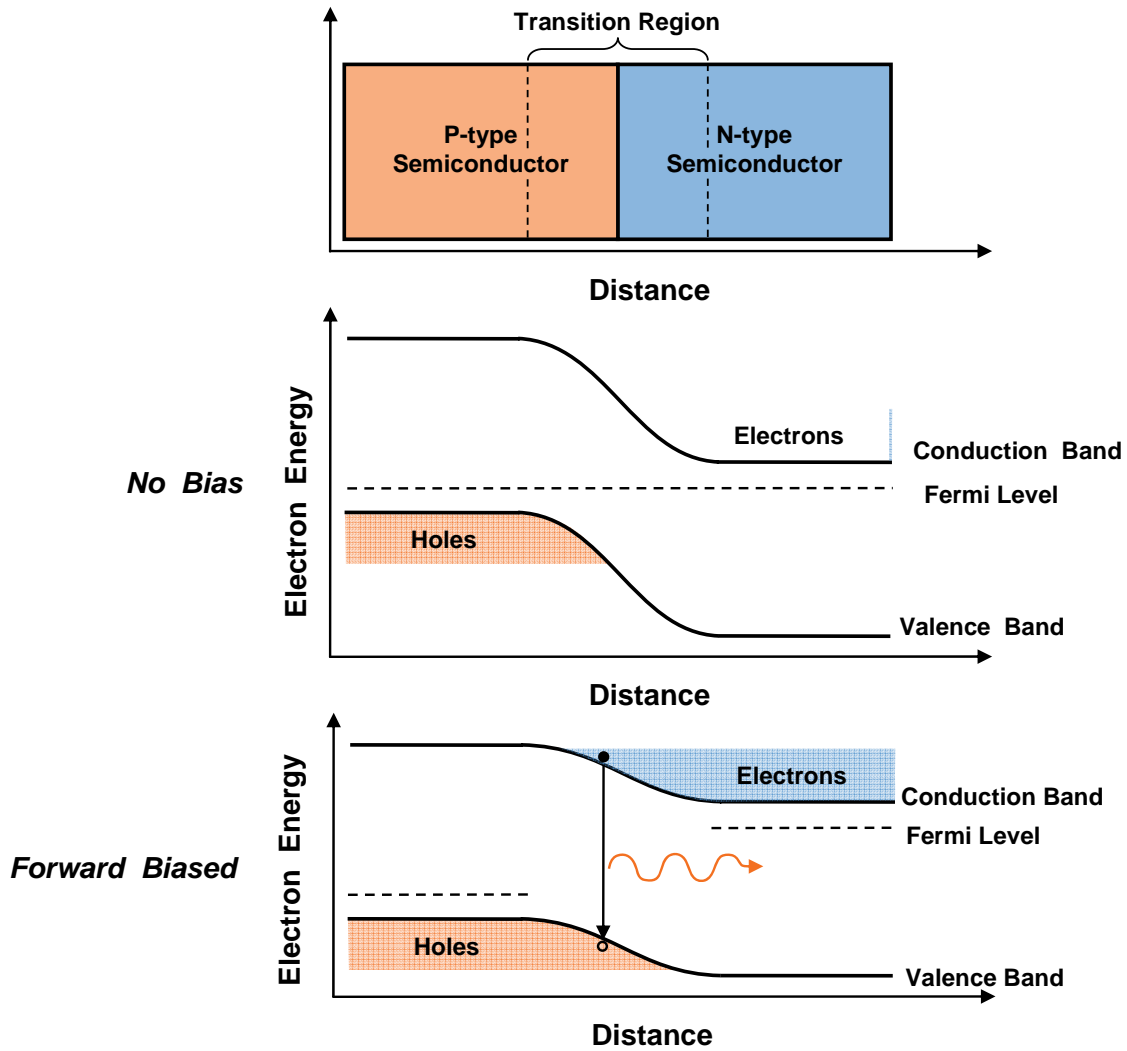 Transition Region
P-type
Semiconductor
N-type
Semiconductor
Distance
No Bias
Electron Energy
Electrons
Conduction Band
Fermi Level
Holes
Valence Band
Distance
Forward Biased
Electron Energy
Electrons
Conduction Band
Fermi Level
Holes
Valence Band
Distance